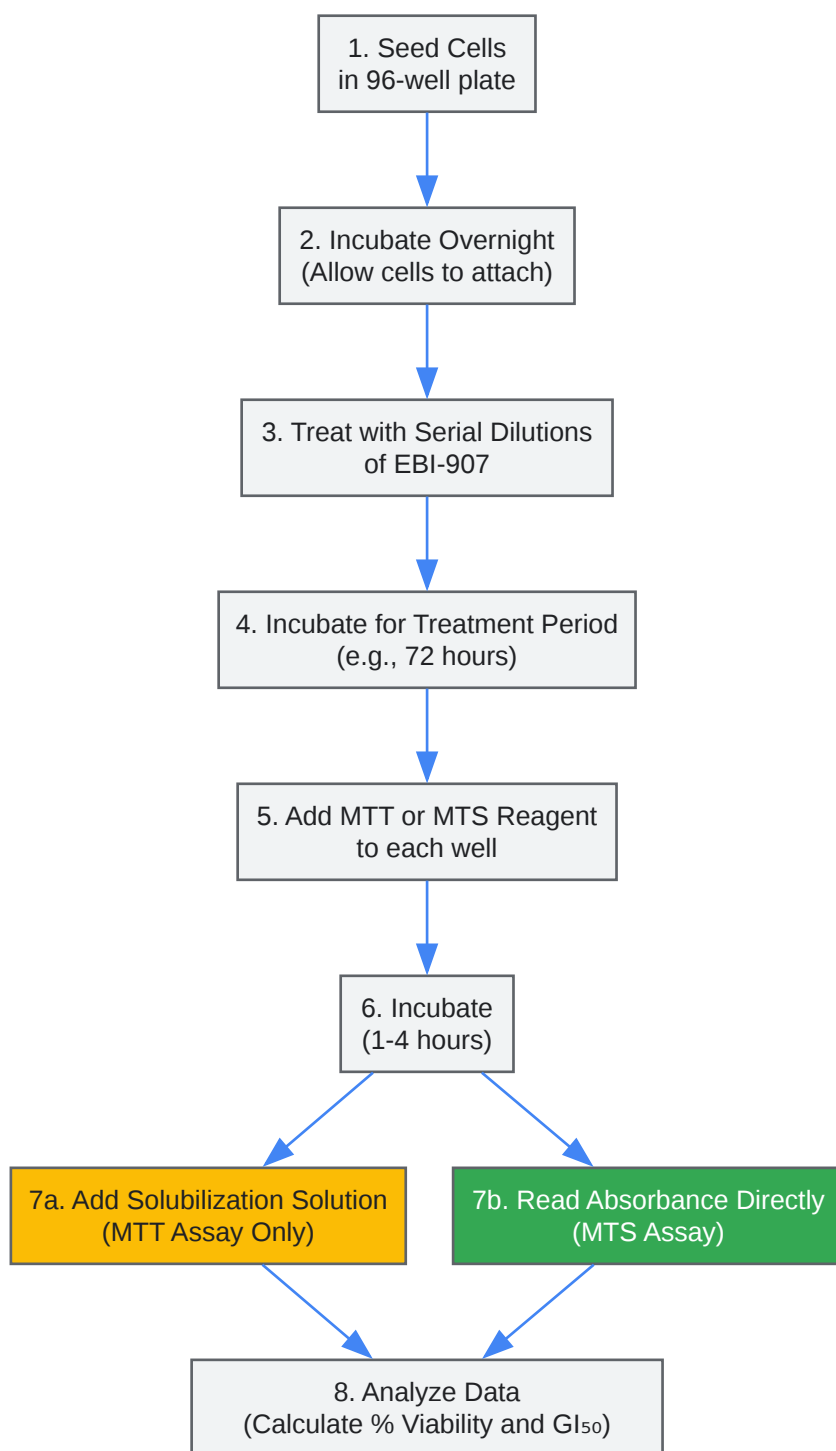 1. Seed Cells
in 96-well plate
2. Incubate Overnight
(Allow cells to attach)
3. Treat with Serial Dilutions
of EBI-907
4. Incubate for Treatment Period
(e.g., 72 hours)
5. Add MTT or MTS Reagent
to each well
6. Incubate
(1-4 hours)
7a. Add Solubilization Solution
(MTT Assay Only)
7b. Read Absorbance Directly
(MTS Assay)
8. Analyze Data
(Calculate % Viability and GI₅₀)